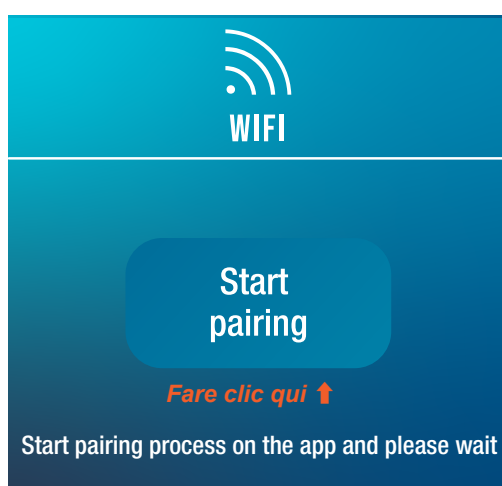 WIFI
Start
pairing
Fare clic qui
Start pairing process on the app and please wait